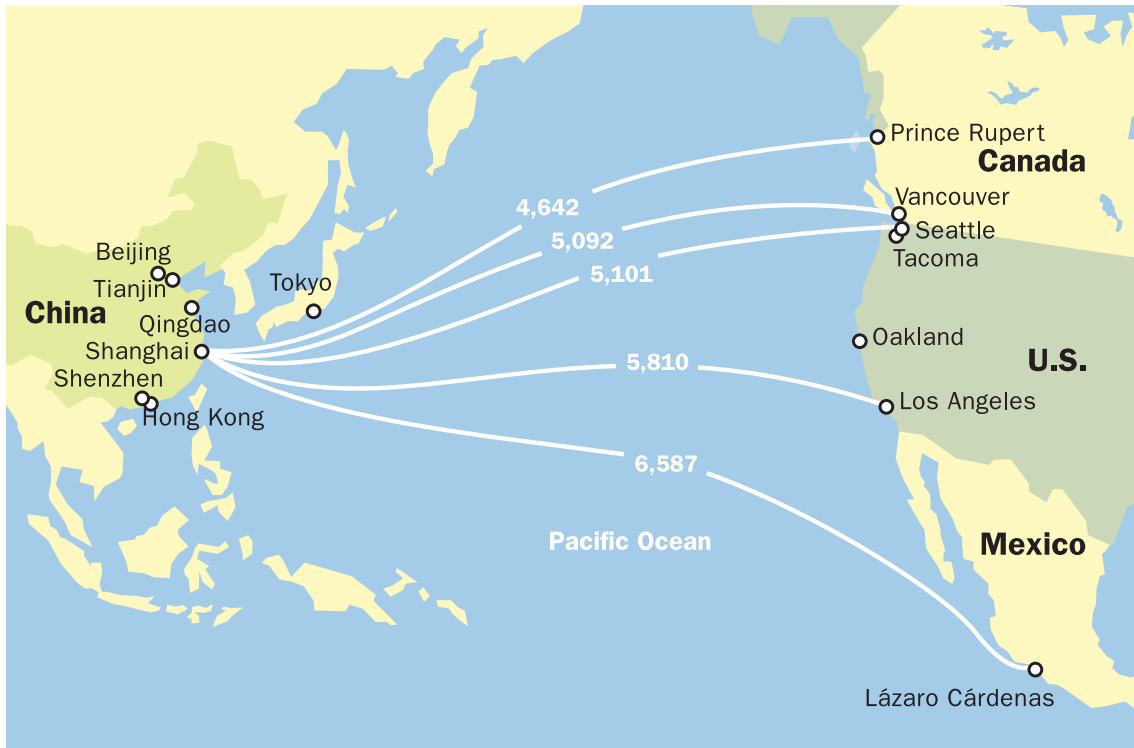 Prince Rupert
Canada
Vancouver
4,642
Seattle
5,092
Beijing
Tacoma
5,101
Tokyo
Tianjin
China
Qingdao
Oakland
Shanghai
5,810
U.S.
Shenzhen
Los Angeles
Hong Kong
6,587
Pacific Ocean
Mexico
Lázaro Cárdenas